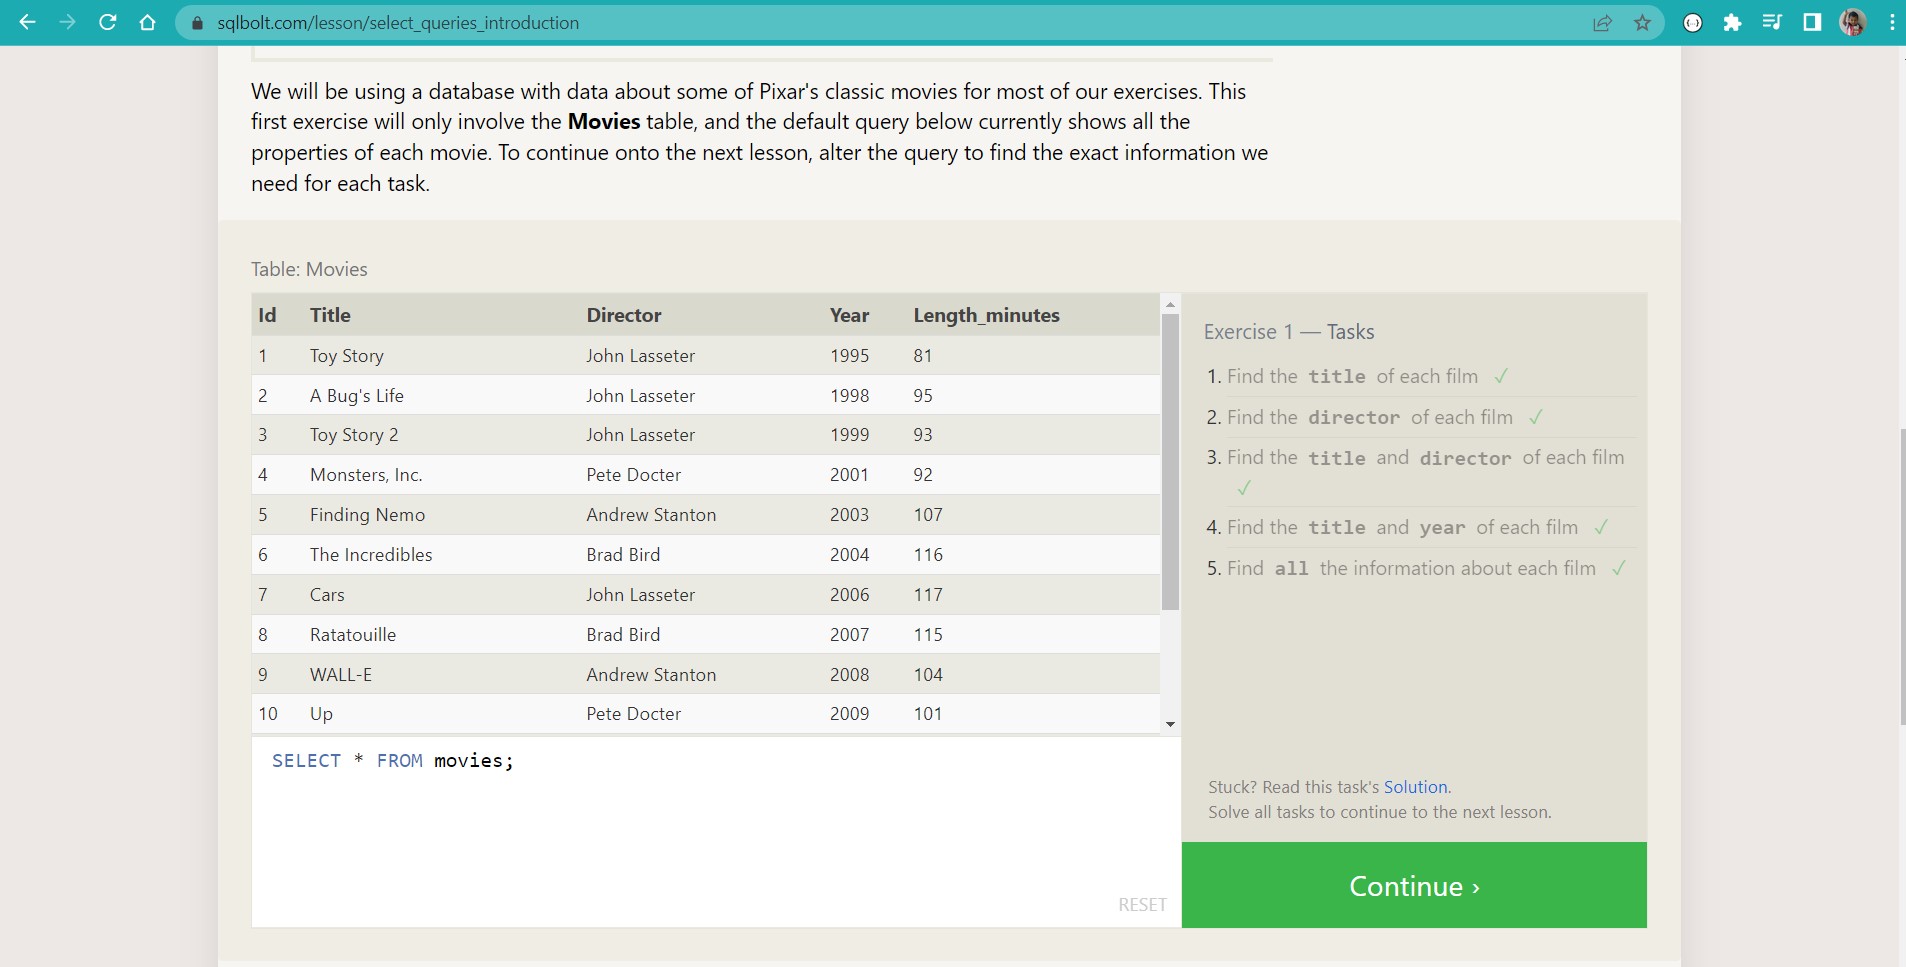 sqlbolt.com/lesson/select_queries_introduction
We will be using a database with data about some of Pixar's classic movies for most of our exercises. This
first exercise will only involve the Movies table, and the default query below currently shows all the
properties of each movie. To continue onto the next lesson, alter the query to find the exact information we
need for each task.
Table: Movies
Id Title Director Year Length_minutes
1 Toy Story John Lasseter 1995 81
2 A Bug's Life John Lasseter 1998 95
3 Toy Story 2 John Lasseter 1999 93
4 Monsters, Inc. Pete Docter 2001 92
5 Finding Nemo Andrew Stanton 2003 107
6 The Incredibles Brad Bird 2004 116
7 Cars John Lasseter 2006 117
8 Ratatouille Brad Bird 2007 115
9 WALL-E Andrew Stanton 2008 104
10 Up Pete Docter 2009 101
SELECT * FROM movies;
RESET
Exercise 1 — Tasks
1. Find the title of each film ✓
2. Find the director of each film ✓
3. Find the title and director of each film
✓
4. Find the title and year of each film ✓
5. Find all the information about each film ✓
Stuck? Read this task's Solution.
Solve all tasks to continue to the next lesson.
Continue ›